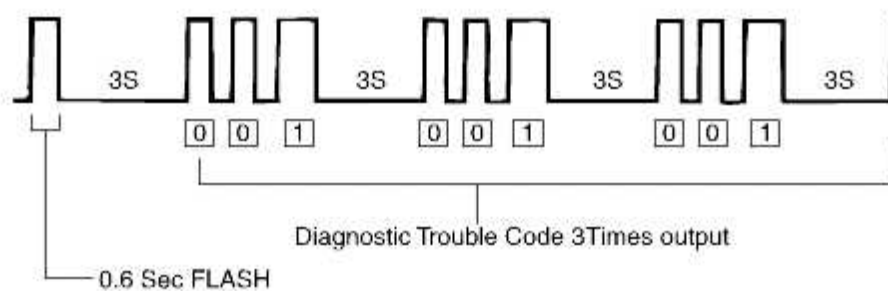 3S 3S 3S 3S
0 0 1 0 0 1 0 0 1
Diagnostic Trouble Code 3Times output
0.6 Sec FLASH